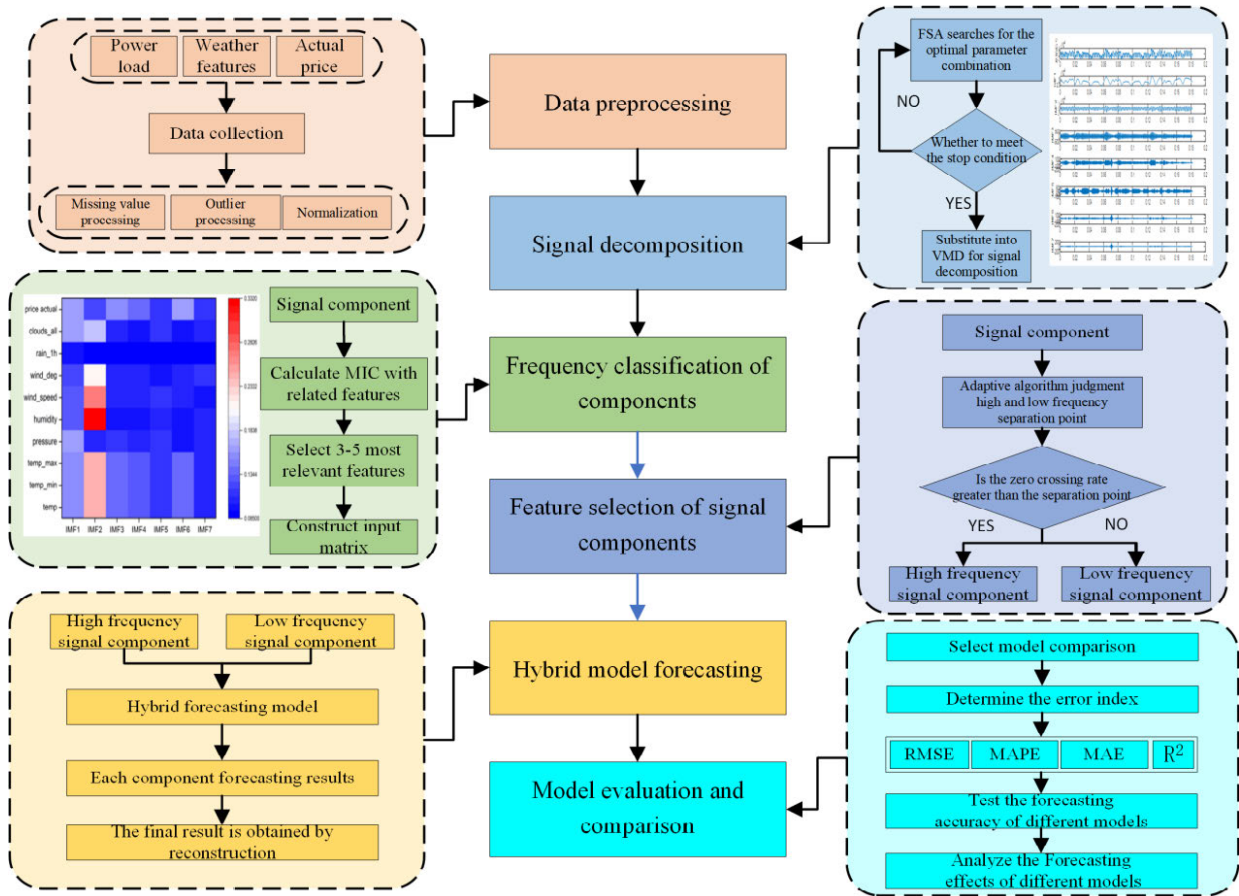 Power
load
Weather
features
Actual
price
Data collection
Missing value
processing
Outlier
processing
Normalization
Data preprocessing
Signal decomposition
Frequency classification of
components
Feature selection of signal
components
Hybrid model forecasting
Model evaluation and
comparison
FSA searches for the
optimal parameter
combination
NO
Whether to meet
the stop condition
YES
Substitute into
VMD for signal
decomposition
price actual
clouds_all
rain_1h
wind_deg
wind_speed
humidity
pressure
temp_max
temp_min
temp
IMF1 IMF2 IMF3 IMF4 IMF5 IMF6 IMF7
Signal component
Calculate MIC with
related features
Select 3-5 most
relevant features
Construct input
matrix
Signal component
Adaptive algorithm judgment
high and low frequency
separation point
Is the zero crossing rate
greater than the separation point
YES
NO
High frequency
signal component
Low frequency
signal component
High frequency
signal component
Low frequency
signal component
Hybrid forecasting model
Each component forecasting results
The final result is obtained by
reconstruction
Select model comparison
Determine the error index
RMSE MAPE MAE R²
Test the forecasting
accuracy of different models
Analyze the Forecasting
effects of different models